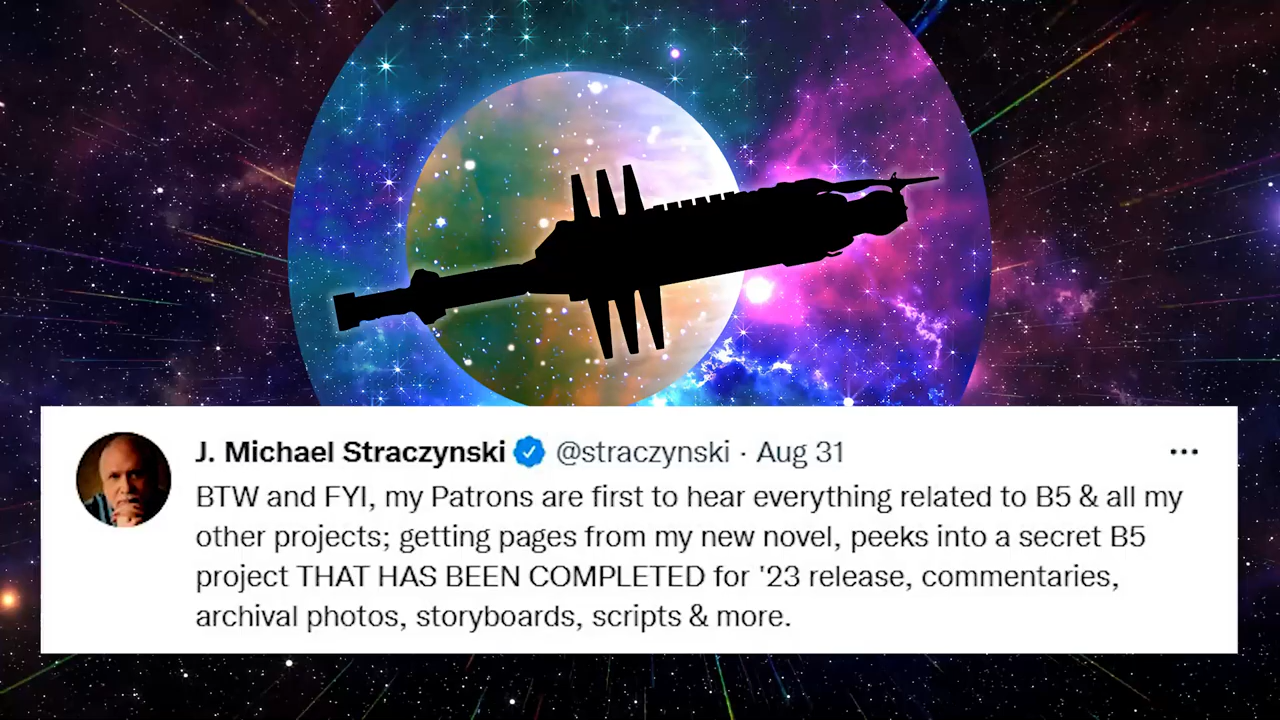 J. Michael Straczynski @straczynski · Aug 31
BTW and FYI, my Patrons are first to hear everything related to B5 & all my
other projects; getting pages from my new novel, peeks into a secret B5
project THAT HAS BEEN COMPLETED for '23 release, commentaries,
archival photos, storyboards, scripts & more.